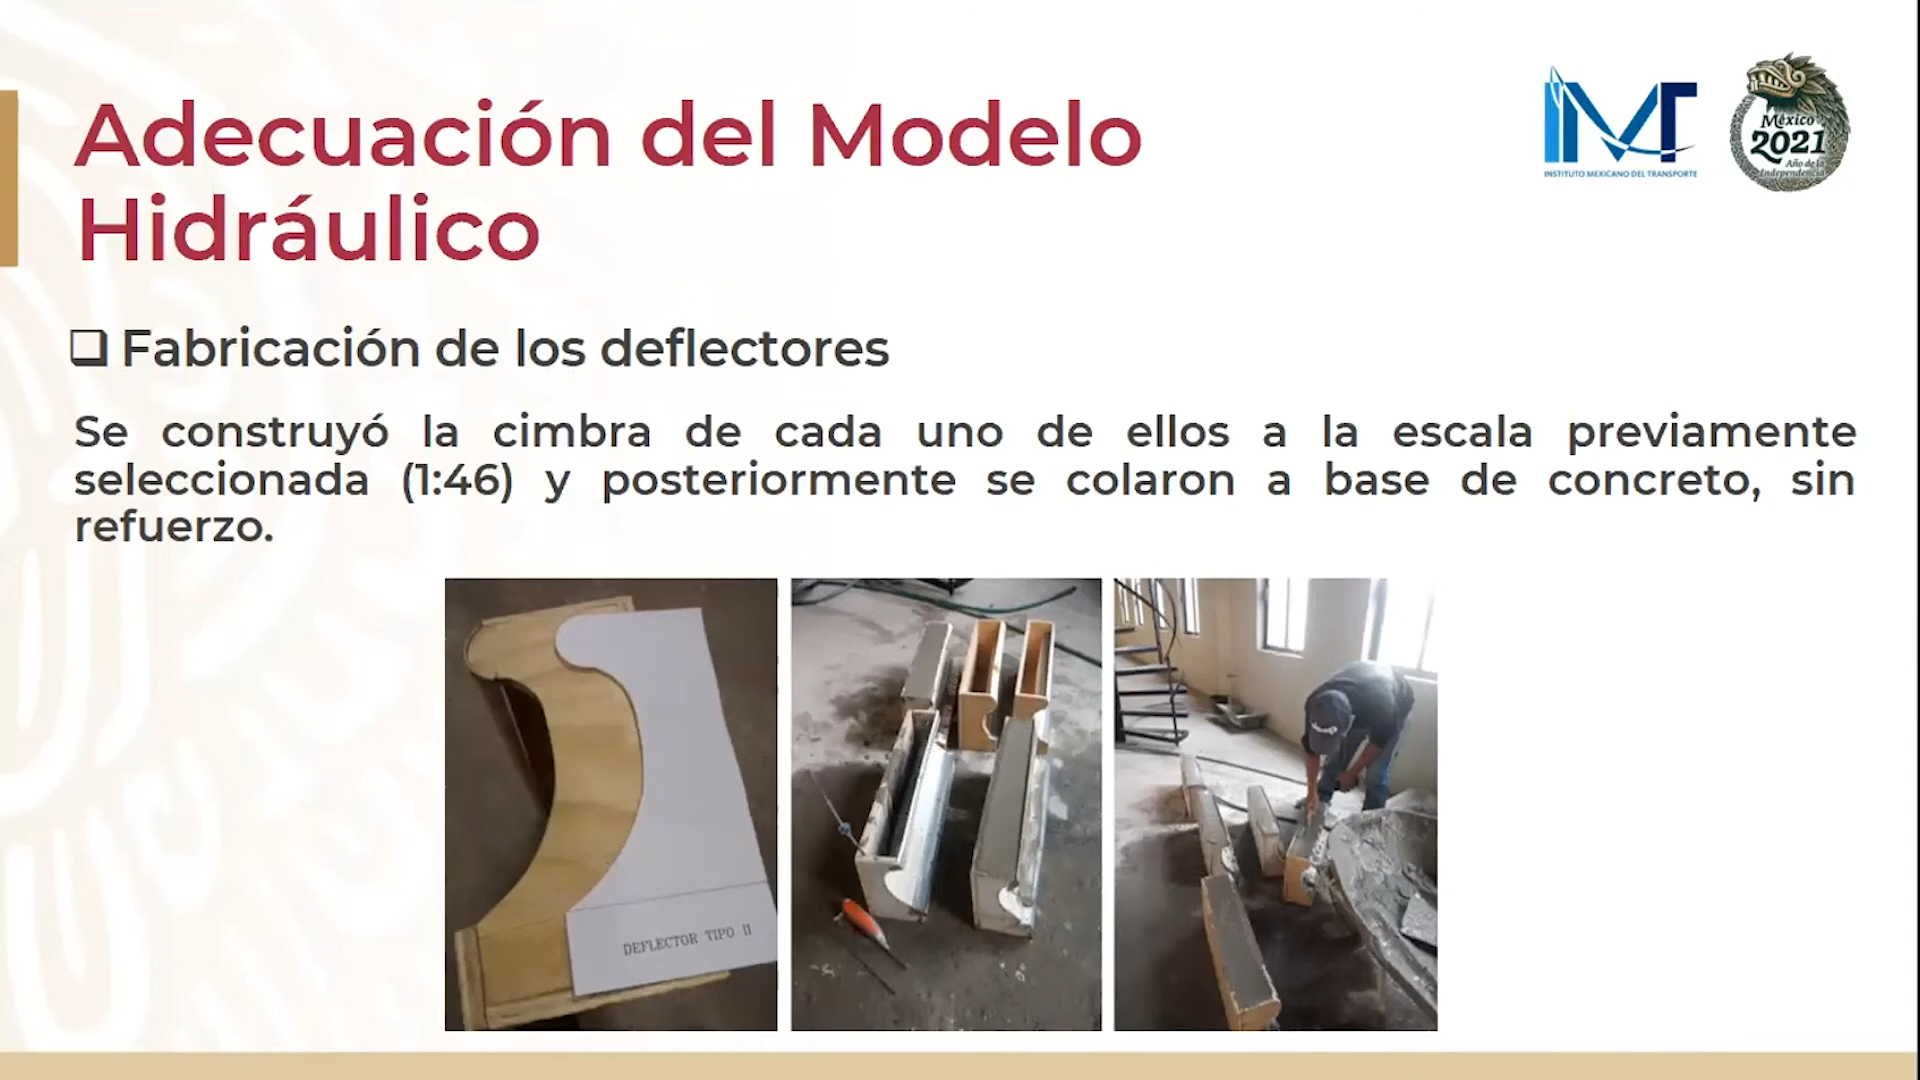 Adecuación del Modelo
Hidráulico
INSTITUTO MEXICANO DEL TRANSPORTE
México
2021
Año de la
Independencia
Fabricación de los deflectores
Se construyó la cimbra de cada uno de ellos a la escala previamente
seleccionada (1:46) y posteriormente se colaron a base de concreto, sin
refuerzo.
DEFLECTOR TIPO II